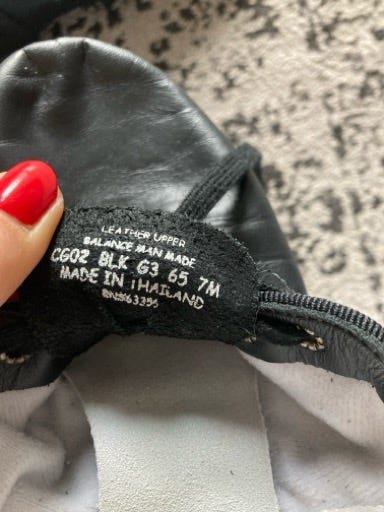 LEATHER UPPER
BALANCE MAN MADE
CG02 BLK G3 65 7M
MADE IN THAILAND